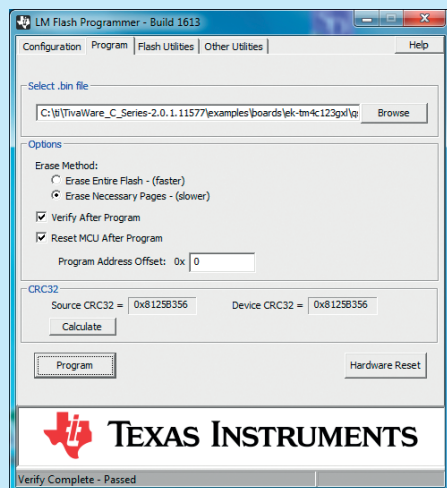 LM Flash Programmer - Build 1613
Configuration Program Flash Utilities Other Utilities Help
Select .bin file
C:\ti\TivaWare_C_Series-2.0.1.11577\examples\boards\ek-tm4c123gxl\q Browse
Options
Erase Method:
Erase Entire Flash - (faster)
Erase Necessary Pages - (slower)
Verify After Program
Reset MCU After Program
Program Address Offset: 0x 0
CRC32
Source CRC32 = 0x8125B356 Device CRC32 = 0x8125B356
Calculate
Program Hardware Reset
TEXAS INSTRUMENTS
Verify Complete - Passed